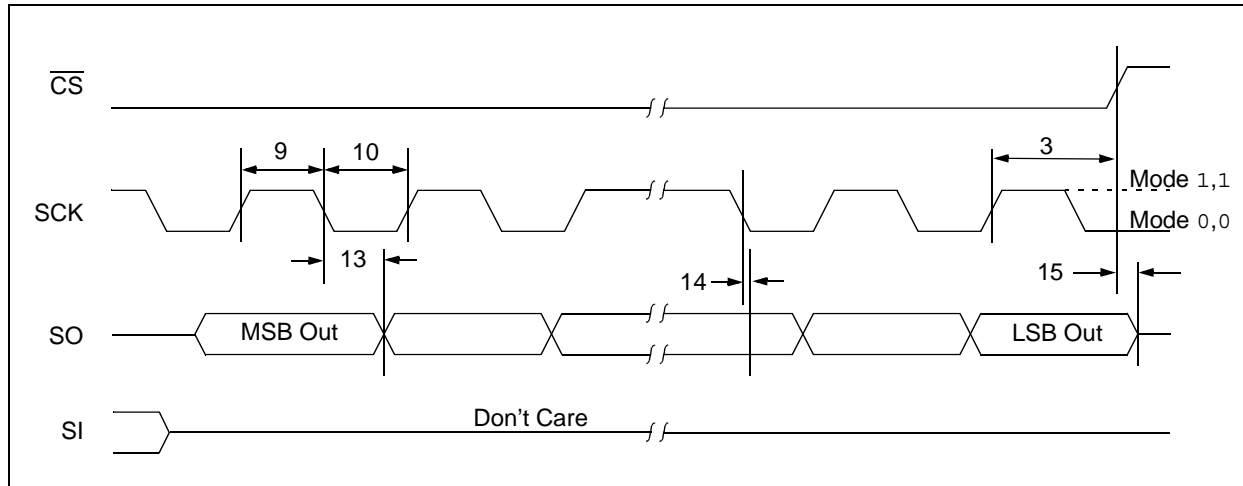 CS
3
9
10
Mode 1,1
SCK
Mode 0,0
13
14
15
SO
MSB Out
LSB Out
Don't Care
SI